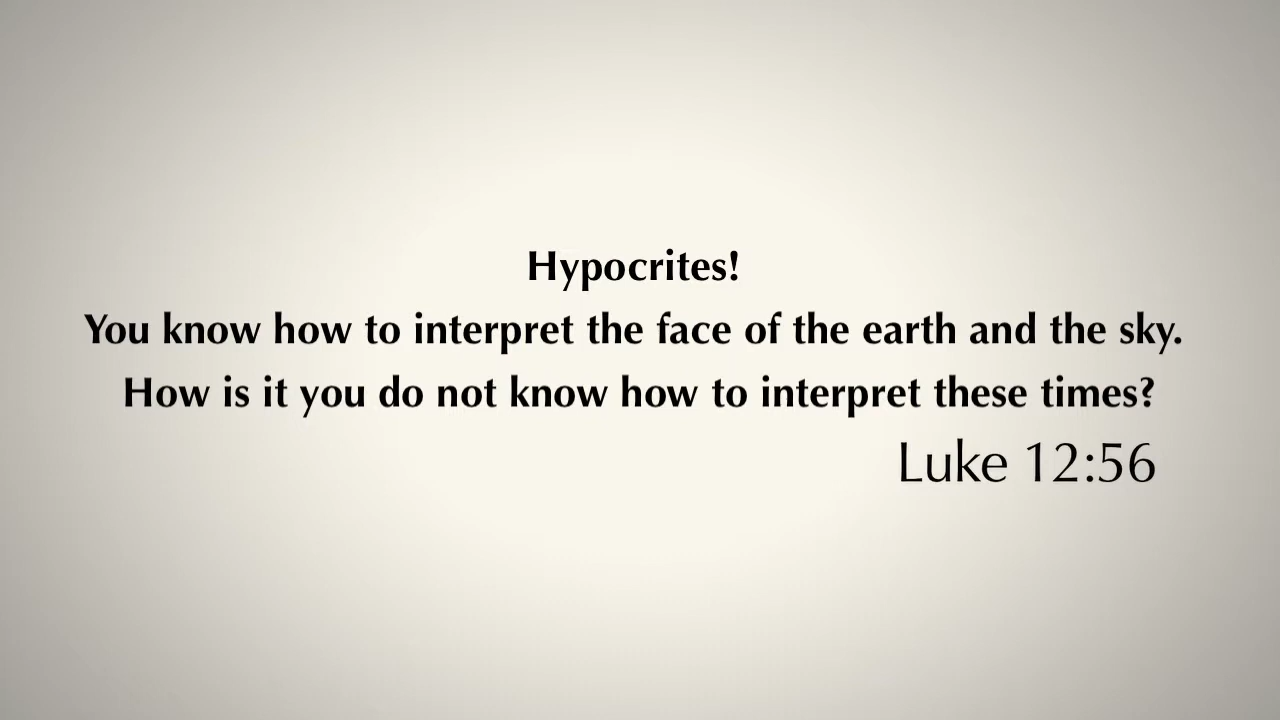 Hypocrites!
You know how to interpret the face of the earth and the sky.
How is it you do not know how to interpret these times?
Luke 12:56